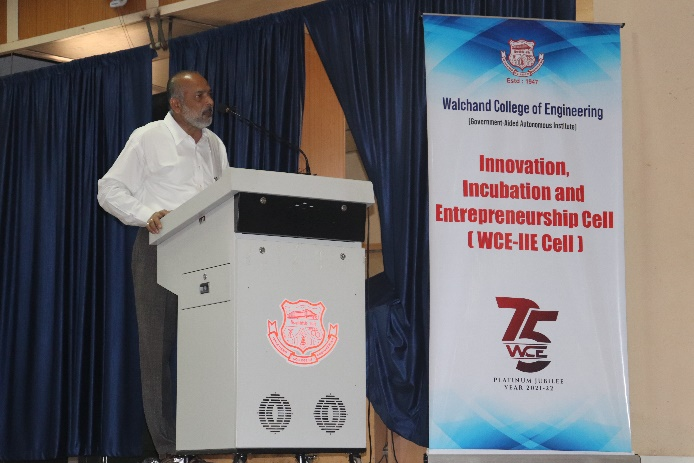 Estd : 1947
Walchand College of Engineering
(Government-Aided Autonomous Institute)
Innovation,
Incubation and
Entrepreneurship Cell
( WCE-IIE Cell )
75
WCE
PLATINUM JUBILEE
YEAR 2021-22